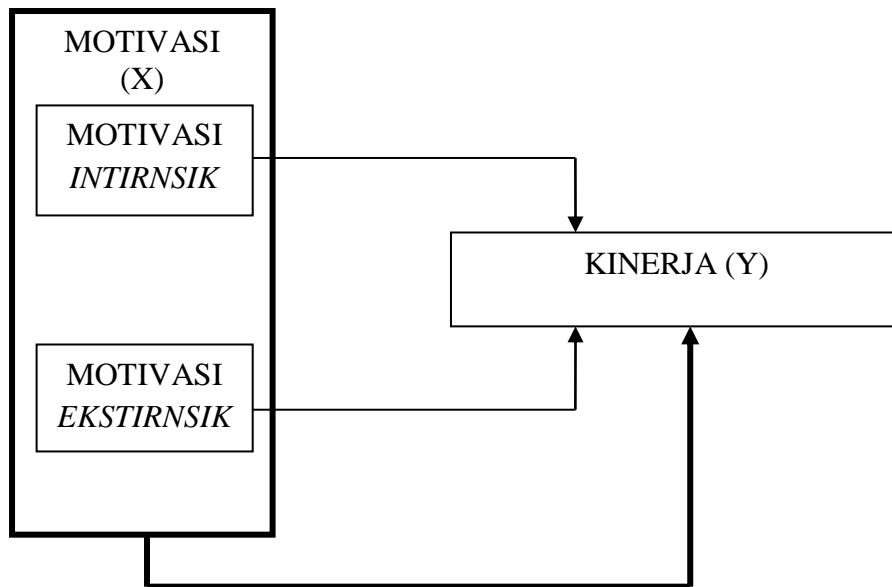 MOTIVASI
(X)
MOTIVASI
INTIRNSIK
KINERJA (Y)
MOTIVASI
EKSTIRNSIK